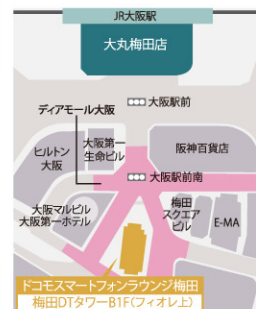 JR大阪駅
大丸梅田店
大阪駅前
ディアモール大阪
大阪第一
生命ビル
ヒルトン
大阪
阪神百貨店
大阪駅前南
梅田
スクエア
ビル
E-MA
大阪マルビル
大阪第一ホテル
ドコモスマートフォンラウンジ梅田
梅田DTタワーB1F(フィオレ上)